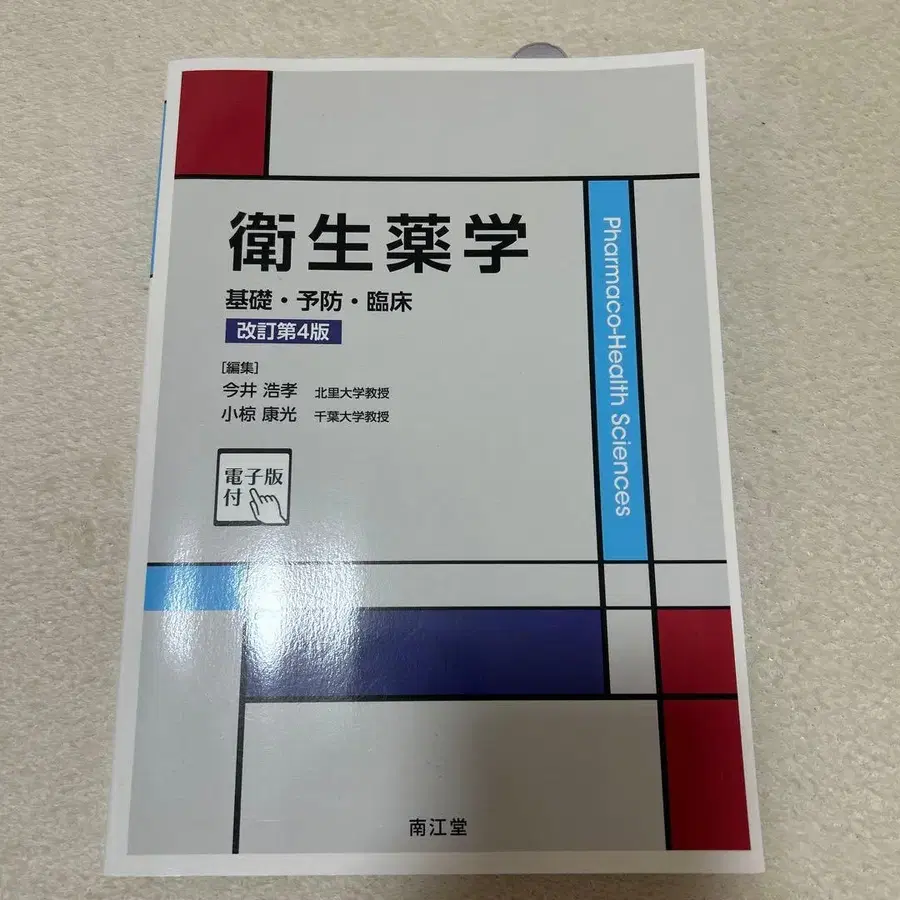 衛生薬学
基礎・予防・臨床
改訂第4版
[編集]
今井 浩孝 北里大学教授
小椋 康光 千葉大学教授
電子版
付
Pharmaco-Health Sciences
南江堂